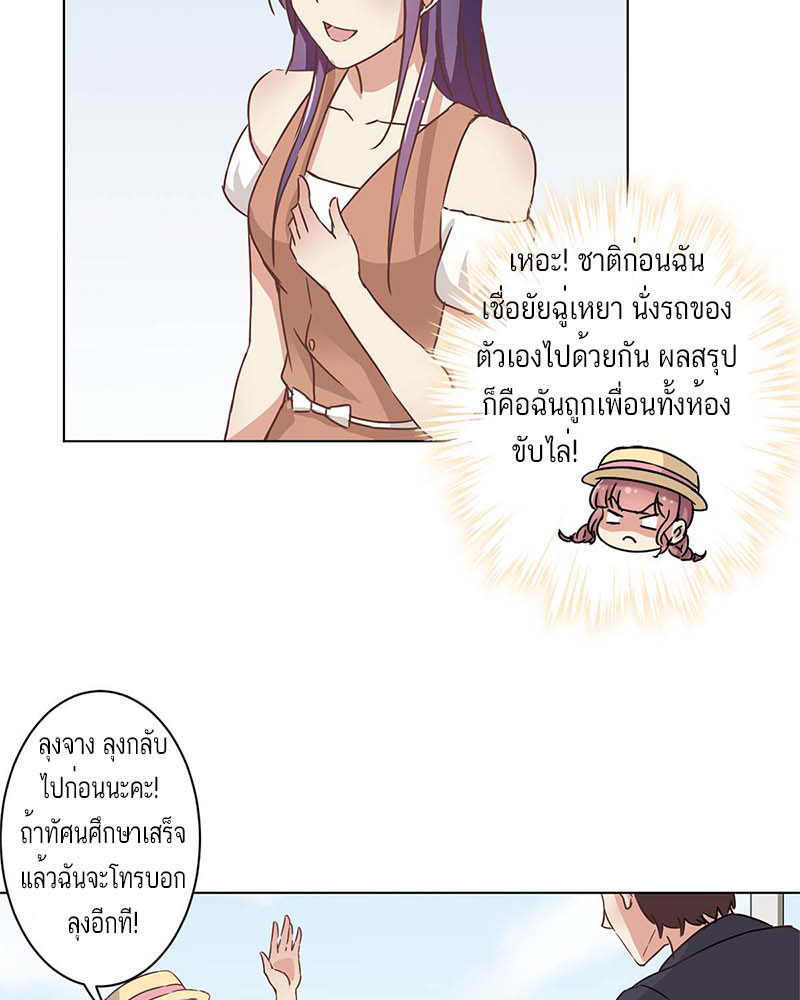 เหอะ! ชาติก่อนฉัน
เชื่อยัยฉู่เหยา นั่งรถของ
ตัวเองไปด้วยกัน ผลสรุป
ก็คือฉันถูกเพื่อนทั้งห้อง
ขับไล่!
ลุงจาง ลุงกลับ
ไปก่อนนะคะ!
ถ้าทัศนศึกษาเสร็จ
แล้วฉันจะโทรบอก
ลุงอีกที!